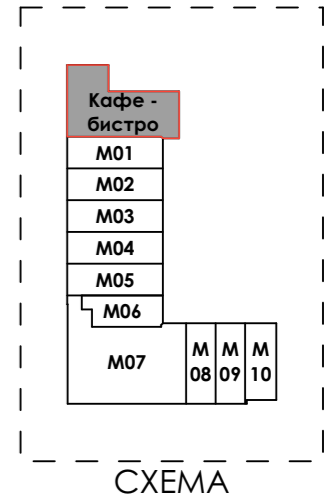 Кафе -
бистро
М01
М02
М03
М04
М05
М06
М07
М
08
М
09
М
10
СХЕМА